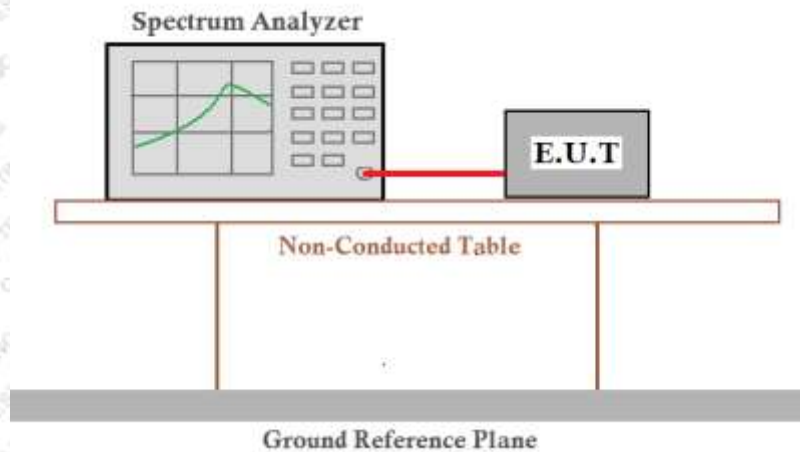 Spectrum Analyzer
E.U.T
Non-Conducted Table
Ground Reference Plane